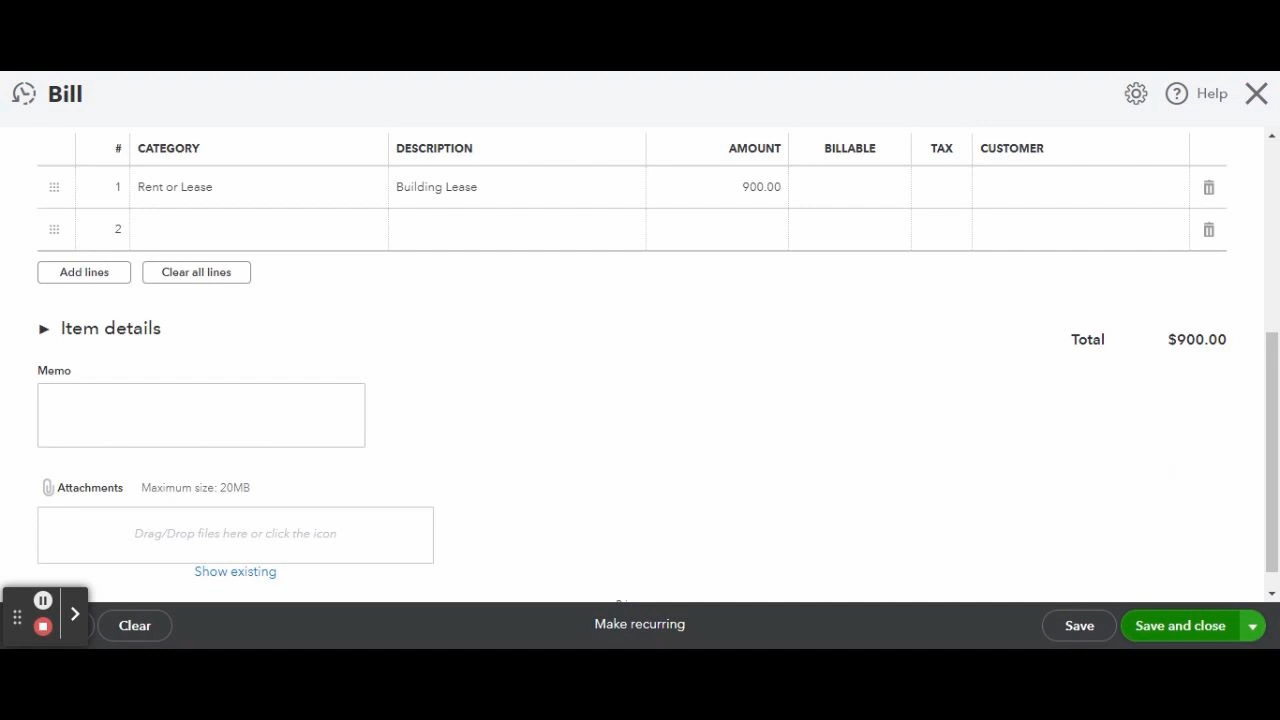 Bill
Help
# CATEGORY DESCRIPTION AMOUNT BILLABLE TAX CUSTOMER
1 Rent or Lease Building Lease 900.00
2
Add lines Clear all lines
Item details
Total $900.00
Memo
Attachments Maximum size: 20MB
Drag/Drop files here or click the icon
Show existing
Clear Make recurring Save Save and close